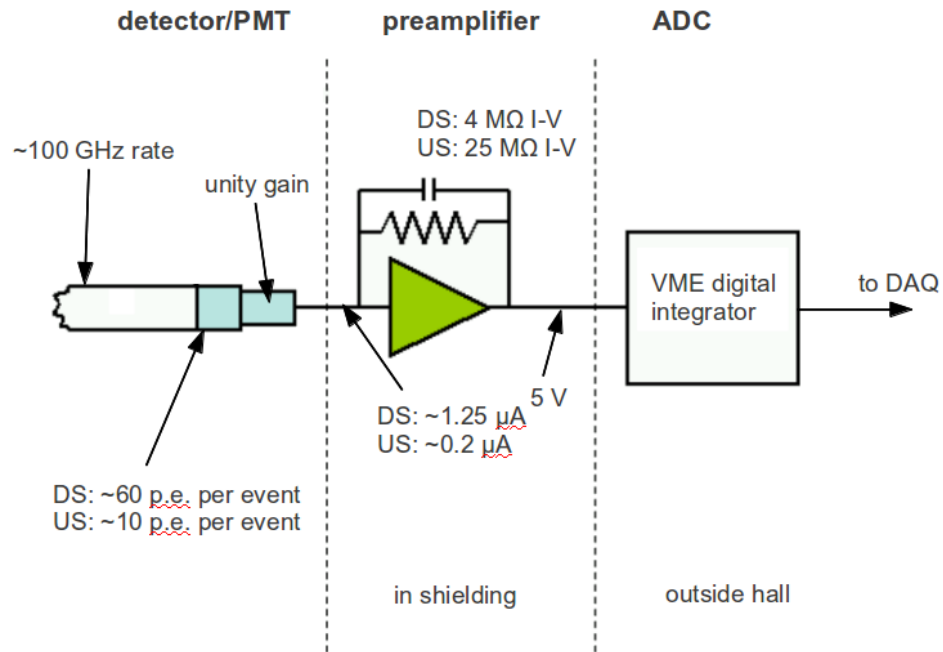 detector/PMT
preamplifier
ADC
DS: 4 MΩ I-V
US: 25 MΩ I-V
~100 GHz rate
unity gain
VME digital
integrator
to DAQ
5 V
DS: ~1.25 µA
US: ~0.2 µA
DS: ~60 p.e. per event
US: ~10 p.e. per event
in shielding
outside hall